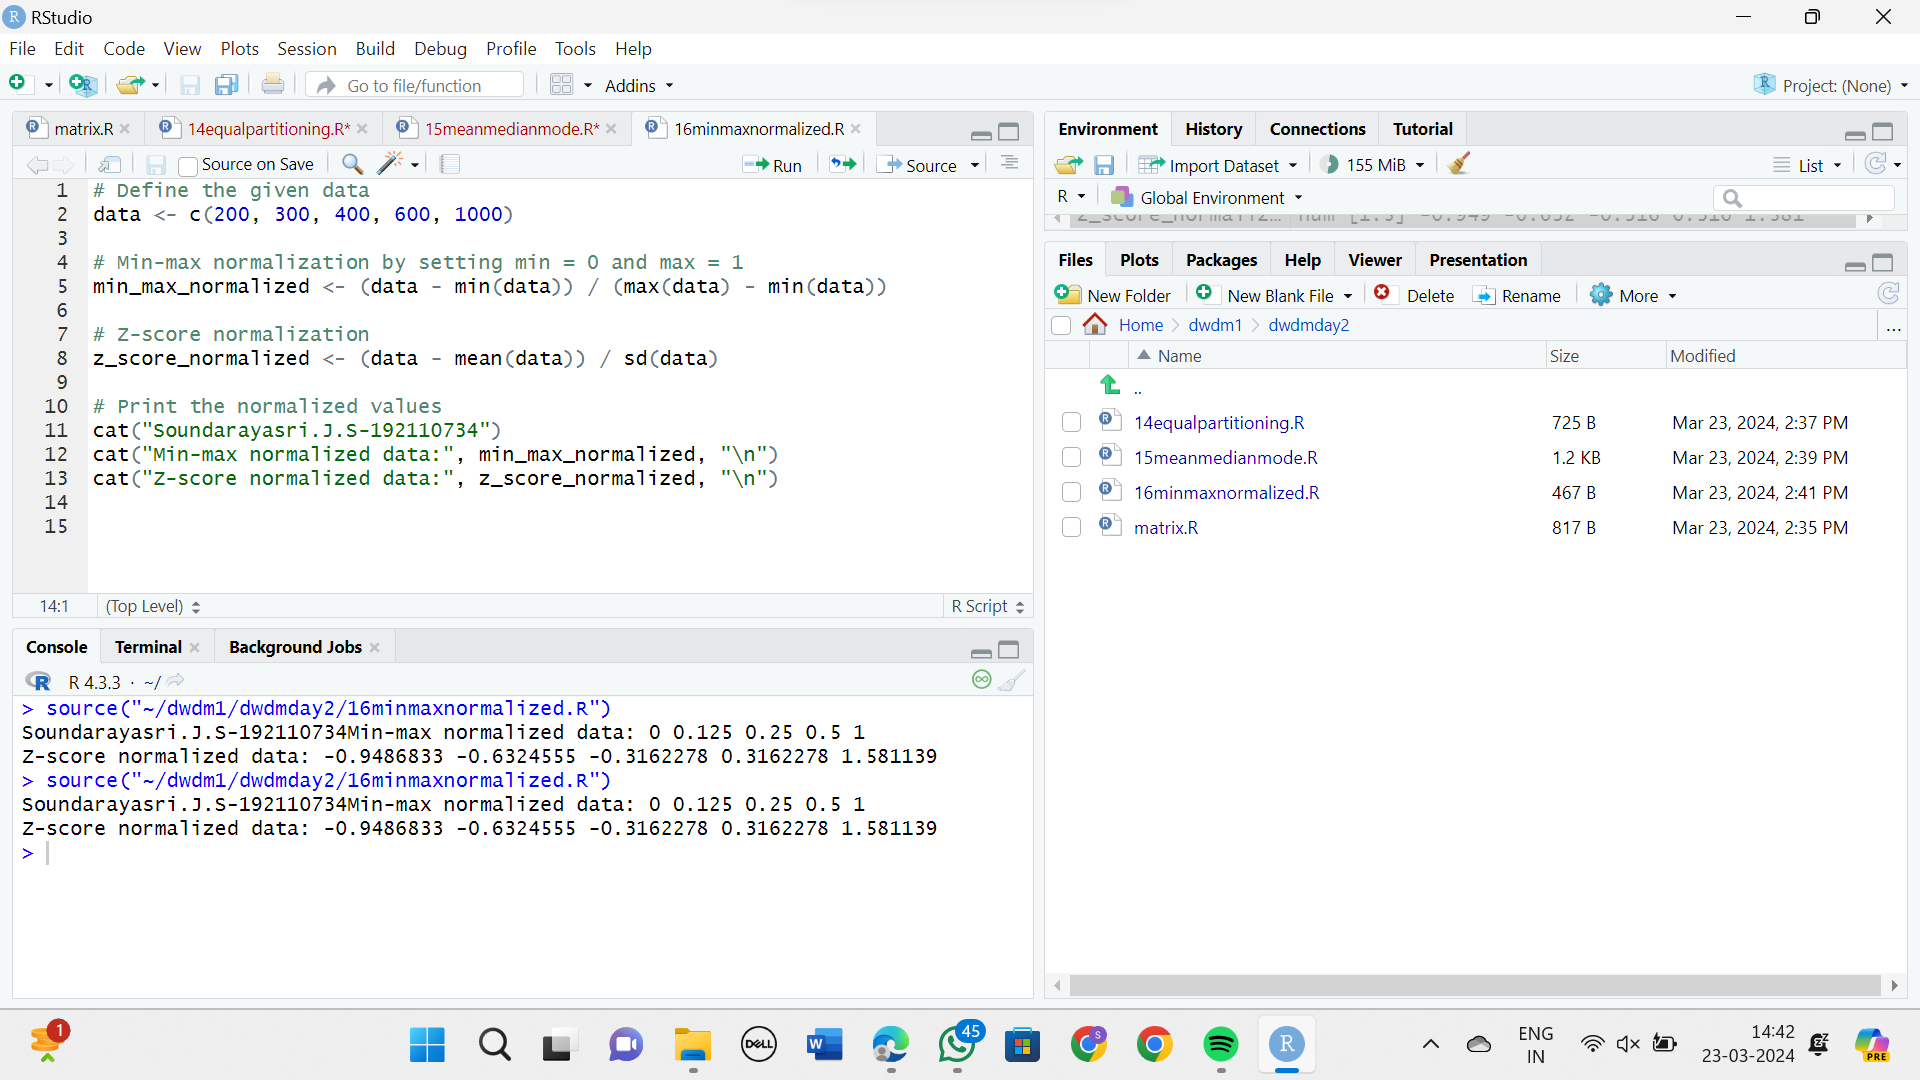 RStudio
File Edit Code View Plots Session Build Debug Profile Tools Help
Go to file/function Addins Project: (None)
matrix.R 14equalpartitioning.R* 15meanmedianmode.R* 16minmaxnormalized.R
Source on Save Run Source
1 # Define the given data
2 data <- c(200, 300, 400, 600, 1000)
3
4 # Min-max normalization by setting min = 0 and max = 1
5 min_max_normalized <- (data - min(data)) / (max(data) - min(data))
6
7 # Z-score normalization
8 z_score_normalized <- (data - mean(data)) / sd(data)
9
10 # Print the normalized values
11 cat("Soundarayasri.J.S-192110734")
12 cat("Min-max normalized data:", min_max_normalized, "\n")
13 cat("Z-score normalized data:", z_score_normalized, "\n")
14
15
14:1 (Top Level) R Script
Console Terminal Background Jobs
R 4.3.3 · ~/
> source("~/dwdm1/dwdmday2/16minmaxnormalized.R")
Soundarayasri.J.S-192110734Min-max normalized data: 0 0.125 0.25 0.5 1
Z-score normalized data: -0.9486833 -0.6324555 -0.3162278 0.3162278 1.581139
> source("~/dwdm1/dwdmday2/16minmaxnormalized.R")
Soundarayasri.J.S-192110734Min-max normalized data: 0 0.125 0.25 0.5 1
Z-score normalized data: -0.9486833 -0.6324555 -0.3162278 0.3162278 1.581139
>
Environment History Connections Tutorial
Import Dataset 155 MiB List
R Global Environment
z_score_normaliz… num [1:5] -0.949 -0.632 -0.316 0.316 1.581
Files Plots Packages Help Viewer Presentation
New Folder New Blank File Delete Rename More
Home dwdm1 dwdmday2 ...
Name Size Modified
..
14equalpartitioning.R 725 B Mar 23, 2024, 2:37 PM
15meanmedianmode.R 1.2 KB Mar 23, 2024, 2:39 PM
16minmaxnormalized.R 467 B Mar 23, 2024, 2:41 PM
matrix.R 817 B Mar 23, 2024, 2:35 PM
1
DELL
W
45
S
R
ENG
IN
14:42
23-03-2024
PRE